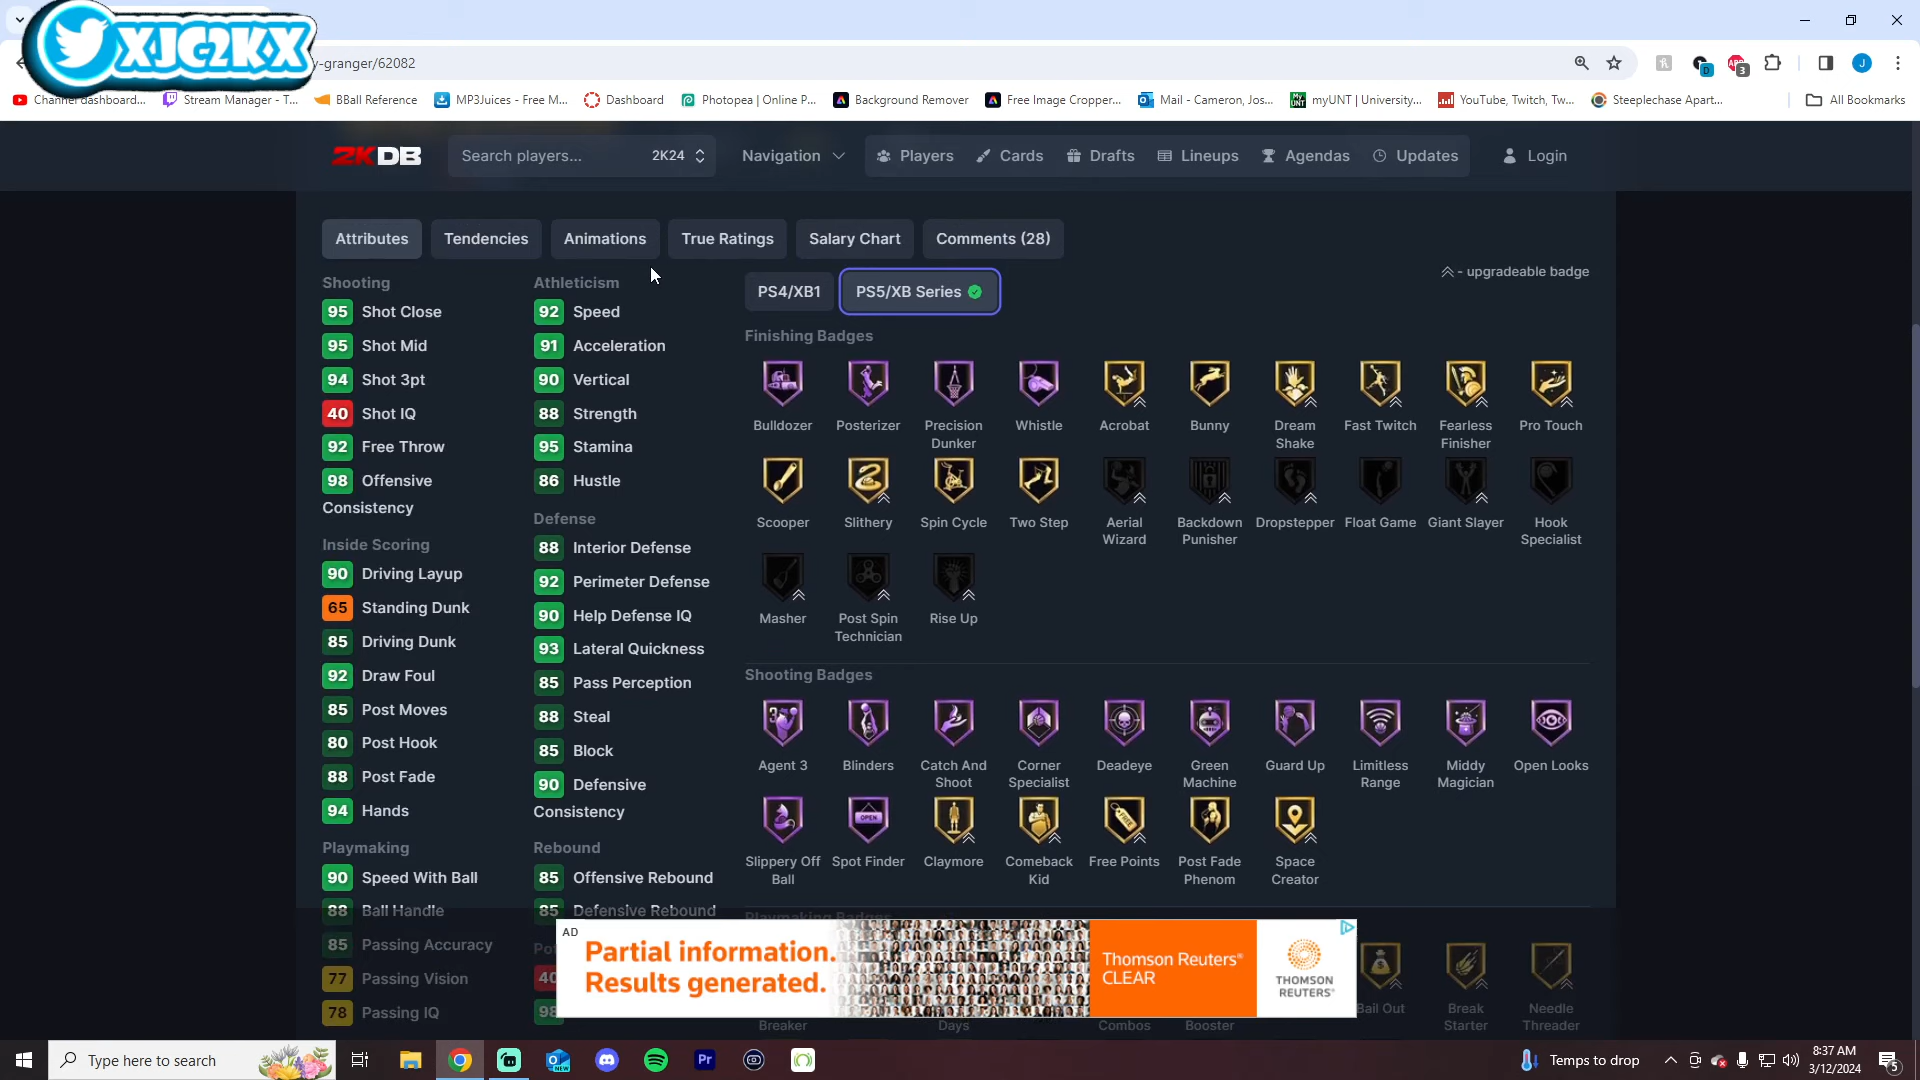 XJC2KX
y-granger/62082
Channel dashboard...
Stream Manager - T...
BBall Reference
MP3Juices - Free M...
Dashboard
Photopea | Online P...
Background Remover
Free Image Cropper...
Mail - Cameron, Jos...
myUNT | University...
YouTube, Twitch, Tw...
Steeplechase Apart...
All Bookmarks
2KDB
Search players...
2K24
Navigation
Players
Cards
Drafts
Lineups
Agendas
Updates
Login
Attributes
Tendencies
Animations
True Ratings
Salary Chart
Comments (28)
Shooting
95 Shot Close
95 Shot Mid
94 Shot 3pt
40 Shot IQ
92 Free Throw
98 Offensive
Consistency
Inside Scoring
90 Driving Layup
65 Standing Dunk
85 Driving Dunk
92 Draw Foul
85 Post Moves
80 Post Hook
88 Post Fade
94 Hands
Playmaking
90 Speed With Ball
88 Ball Handle
85 Passing Accuracy
77 Passing Vision
78 Passing IQ
Athleticism
92 Speed
91 Acceleration
90 Vertical
88 Strength
95 Stamina
86 Hustle
Defense
88 Interior Defense
92 Perimeter Defense
90 Help Defense IQ
93 Lateral Quickness
85 Pass Perception
88 Steal
85 Block
90 Defensive
Consistency
Rebound
85 Offensive Rebound
85 Defensive Rebound
40
98
PS4/XB1
PS5/XB Series
- upgradeable badge
Finishing Badges
Bulldozer
Posterizer
Precision
Dunker
Whistle
Acrobat
Bunny
Dream
Shake
Fast Twitch
Fearless
Finisher
Pro Touch
Scooper
Slithery
Spin Cycle
Two Step
Aerial
Wizard
Backdown
Punisher
Dropstepper
Float Game
Giant Slayer
Hook
Specialist
Masher
Post Spin
Technician
Rise Up
Shooting Badges
Agent 3
Blinders
Catch And
Shoot
Corner
Specialist
Deadeye
Green
Machine
Guard Up
Limitless
Range
Middy
Magician
Open Looks
Slippery Off
Ball
Spot Finder
Claymore
Comeback
Kid
Free Points
Post Fade
Phenom
Space
Creator
Playmaking Badges
Bail Out
Break
Starter
Needle
Threader
Breaker
Days
Combos
Booster
AD
Partial information.
Results generated.
Thomson Reuters®
CLEAR
THOMSON
REUTERS®
Type here to search
Temps to drop
8:37 AM
3/12/2024
5